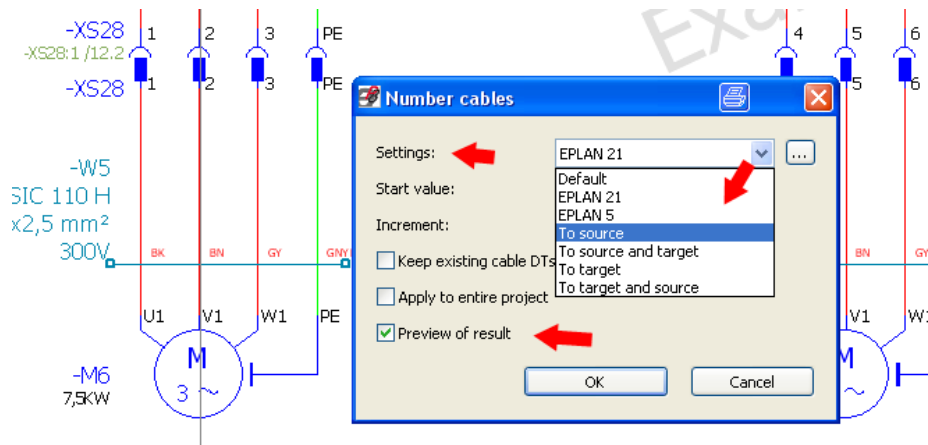 -XS28
1
2
3
PE
4
5
6
-XS28:1 /12.2
-XS28
1
2
3
PE
5
6
Number cables
Settings:
EPLAN 21
...
Default
EPLAN 21
EPLAN 5
To source
To source and target
To target
To target and source
Start value:
Increment:
Keep existing cable DTs
Apply to entire project
Preview of result
OK
Cancel
-W5
SIC 110 H
x2,5 mm²
300V
BK
BN
GY
GNY
BN
GY
U1
V1
W1
PE
V1
W1
M
3 ~
-M6
7,5KW
M
~